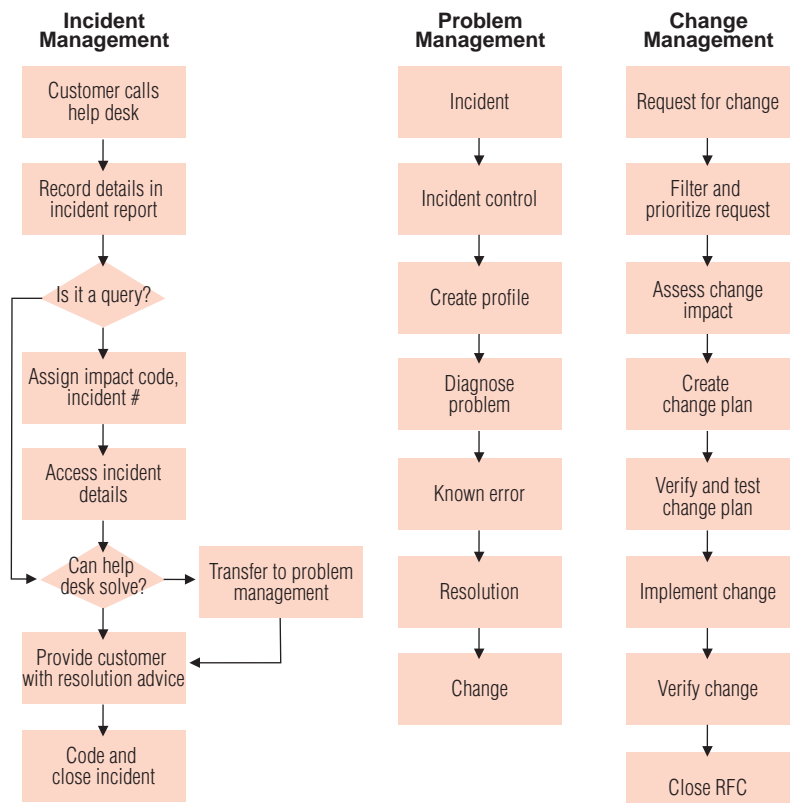 Incident
Management
Customer calls
help desk
Record details in
incident report
Is it a query?
Assign impact code,
incident #
Access incident
details
Can help
desk solve?
Transfer to problem
management
Provide customer
with resolution advice
Code and
close incident
Problem
Management
Incident
Incident control
Create profile
Diagnose
problem
Known error
Resolution
Change
Change
Management
Request for change
Filter and
prioritize request
Assess change
impact
Create
change plan
Verify and test
change plan
Implement change
Verify change
Close RFC